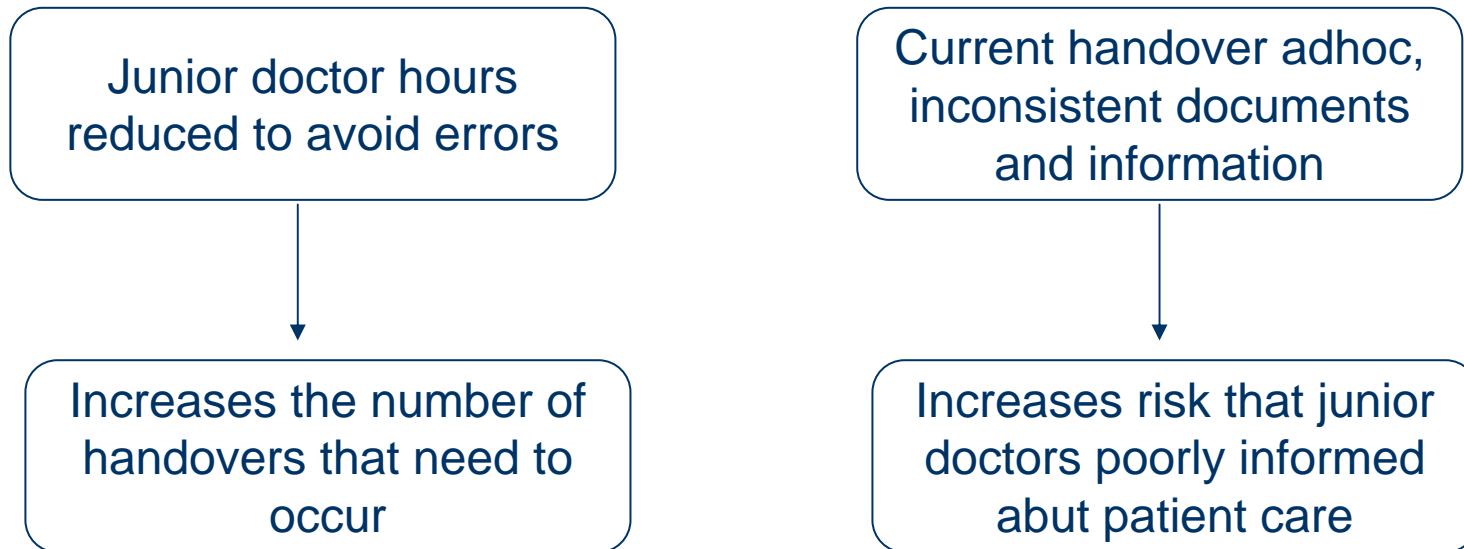 Junior doctor hours
reduced to avoid errors
Current handover adhoc,
inconsistent documents
and information
Increases the number of
handovers that need to
occur
Increases risk that junior
doctors poorly informed
abut patient care